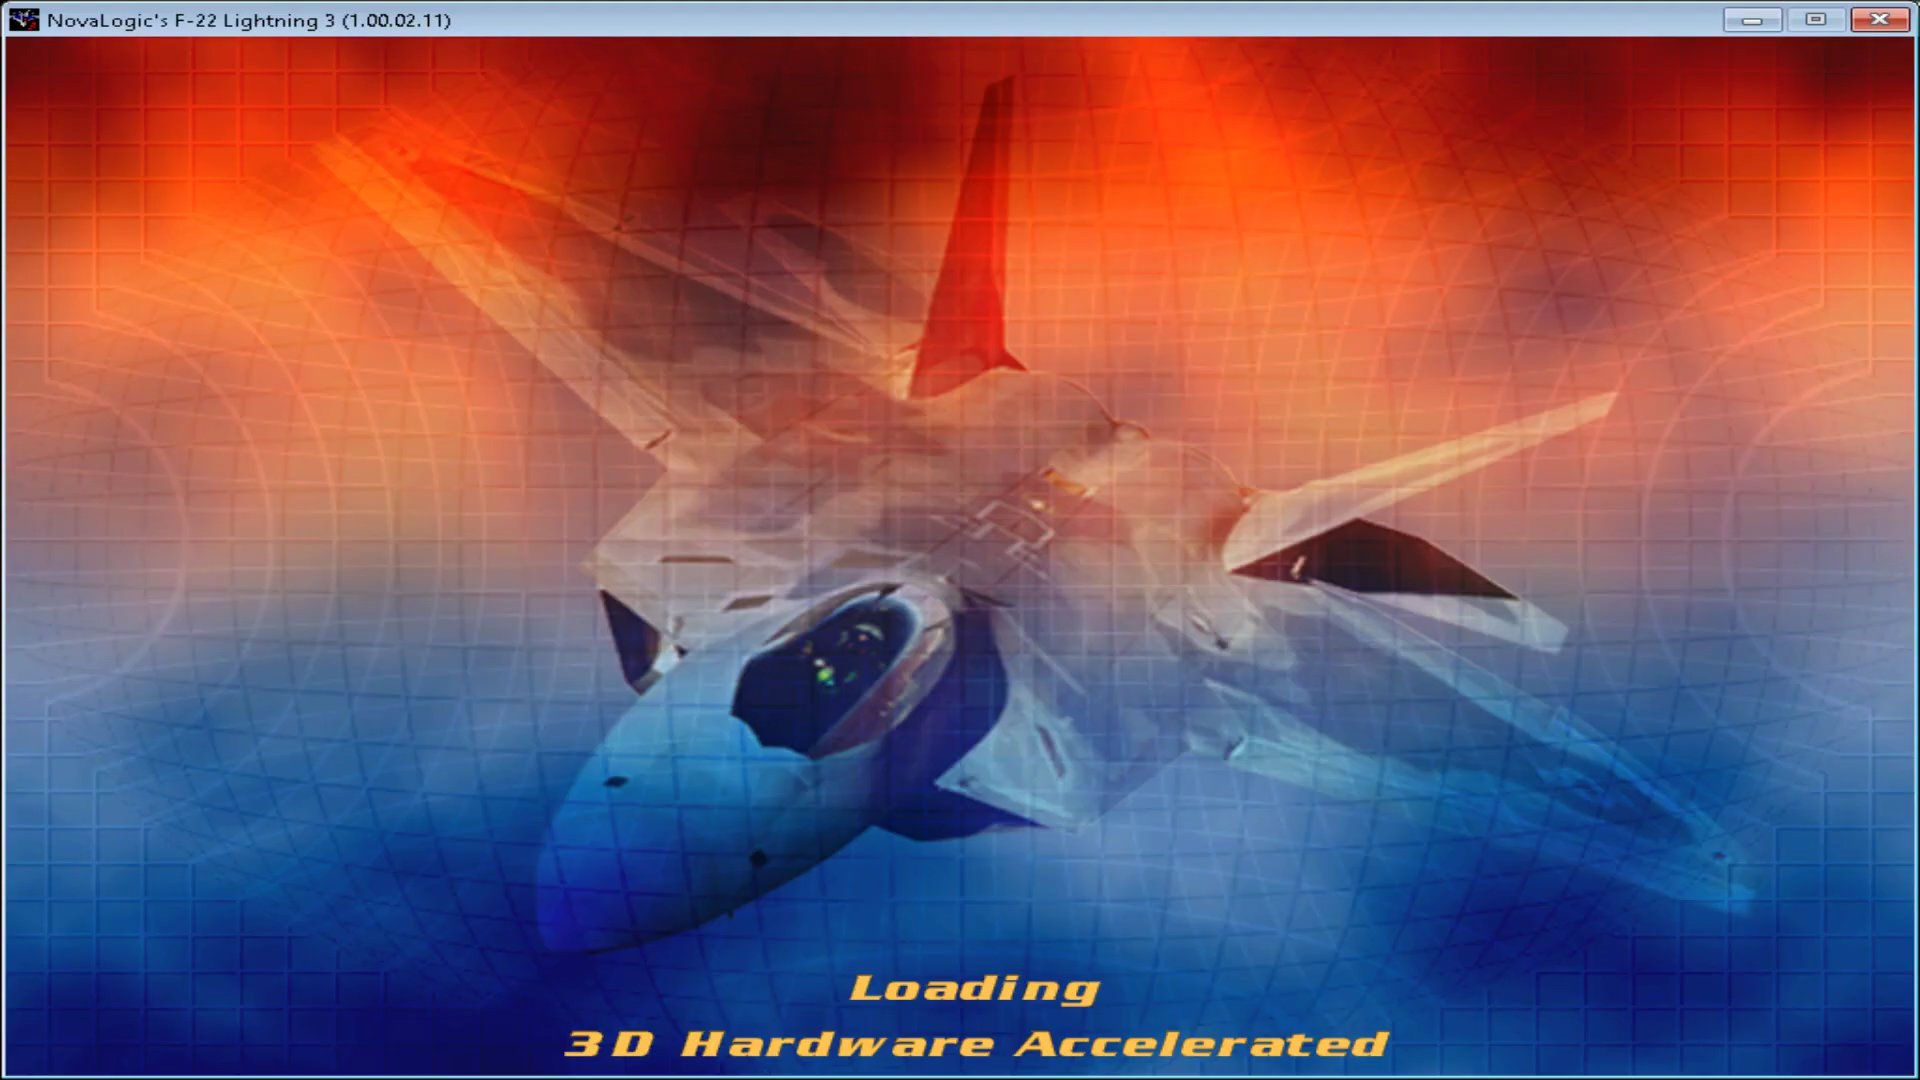 NovaLogic's F-22 Lightning 3 (1.00.02.11)
Loading
3D Hardware Accelerated